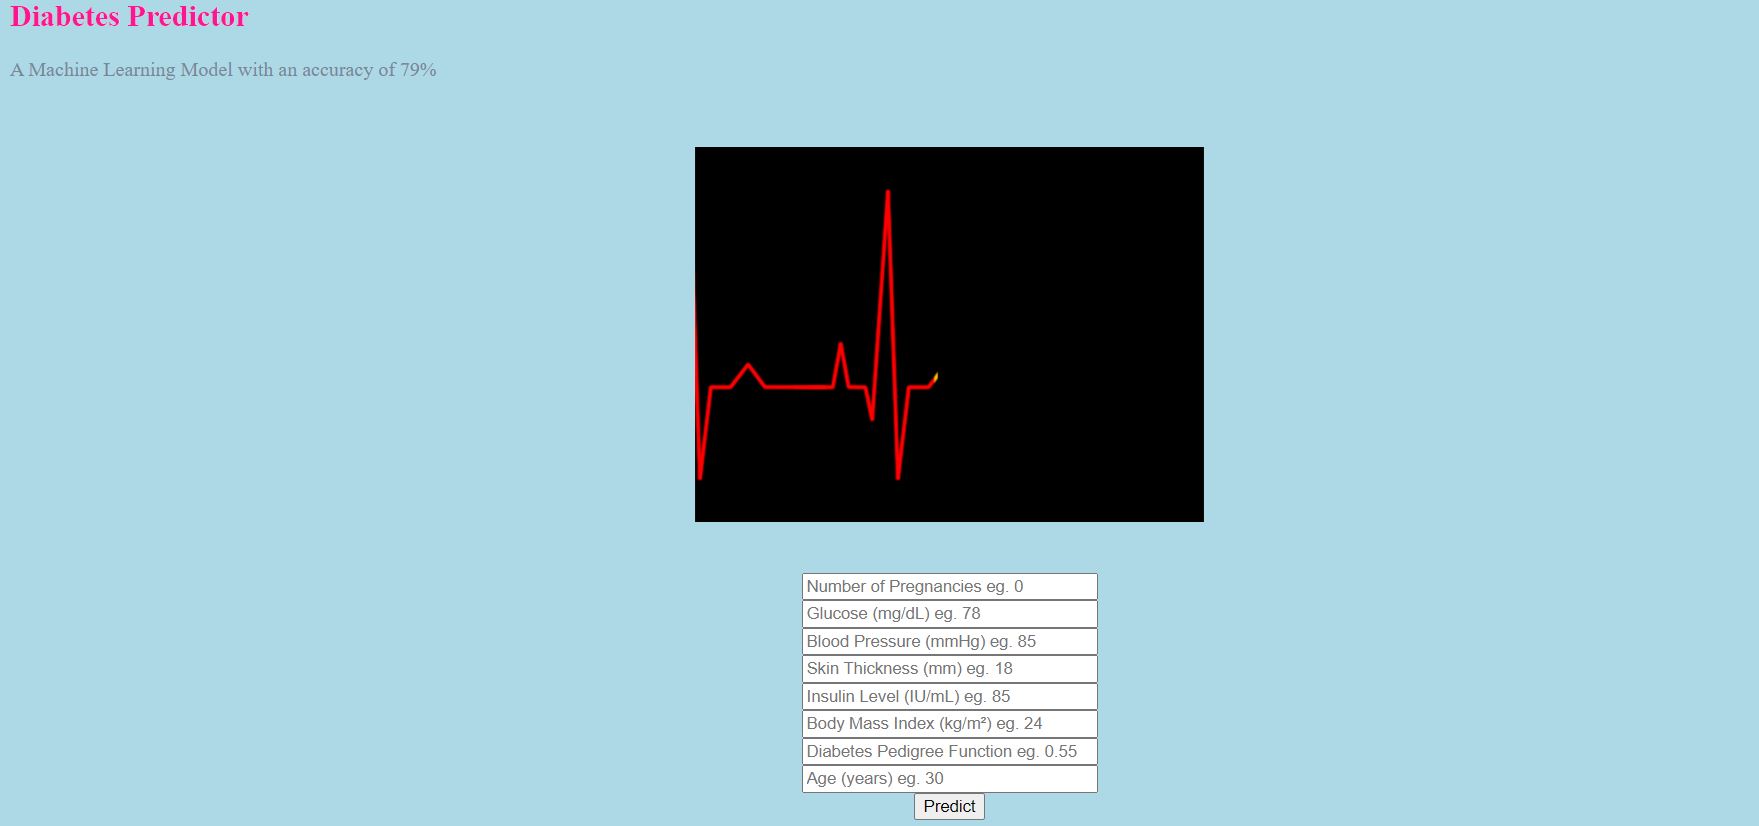 Diabetes Predictor
A Machine Learning Model with an accuracy of 79%
Number of Pregnancies eg. 0
Glucose (mg/dL) eg. 78
Blood Pressure (mmHg) eg. 85
Skin Thickness (mm) eg. 18
Insulin Level (IU/mL) eg. 85
Body Mass Index (kg/m²) eg. 24
Diabetes Pedigree Function eg. 0.55
Age (years) eg. 30
Predict